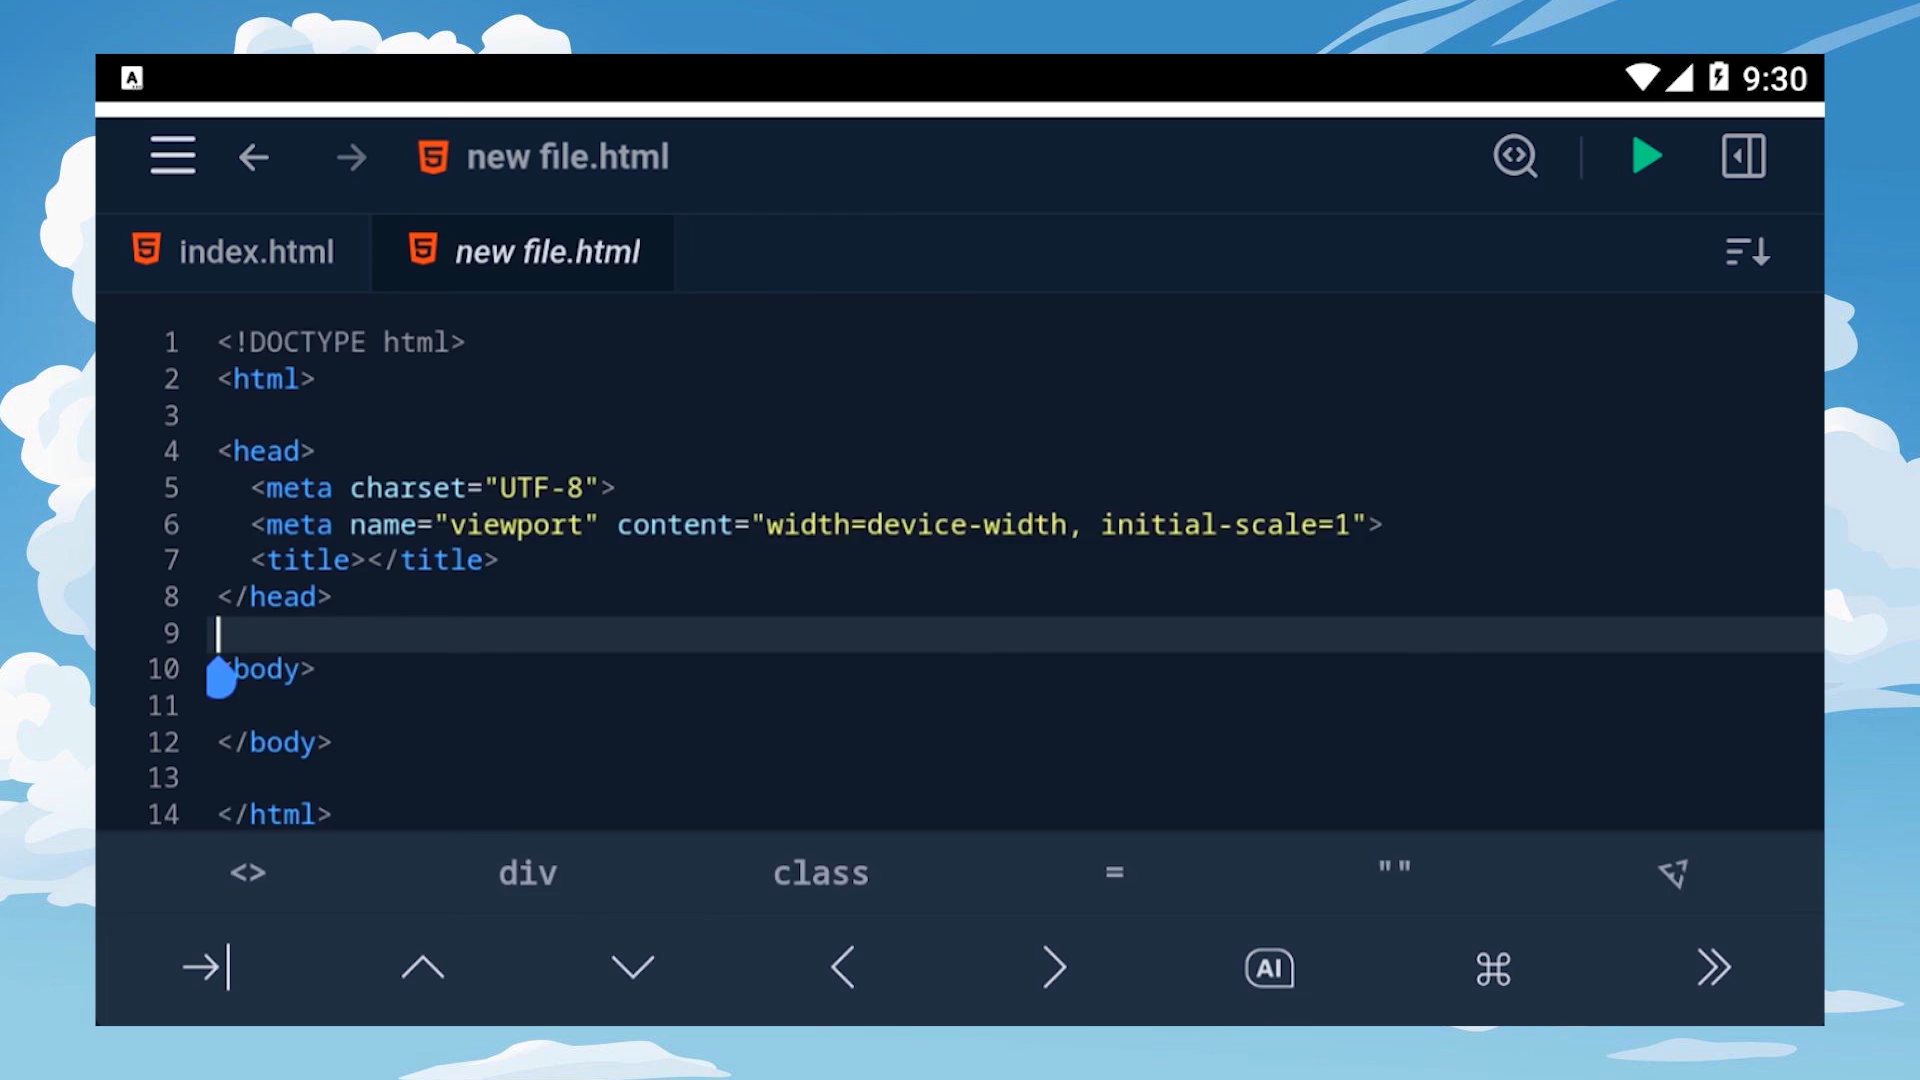 A
9:30
new file.html
index.html
new file.html
1 <!DOCTYPE html>
2 <html>
3
4 <head>
5   <meta charset="UTF-8">
6   <meta name="viewport" content="width=device-width, initial-scale=1">
7   <title></title>
8 </head>
9
10 <body>
11
12 </body>
13
14 </html>
<> div class = ""
AI